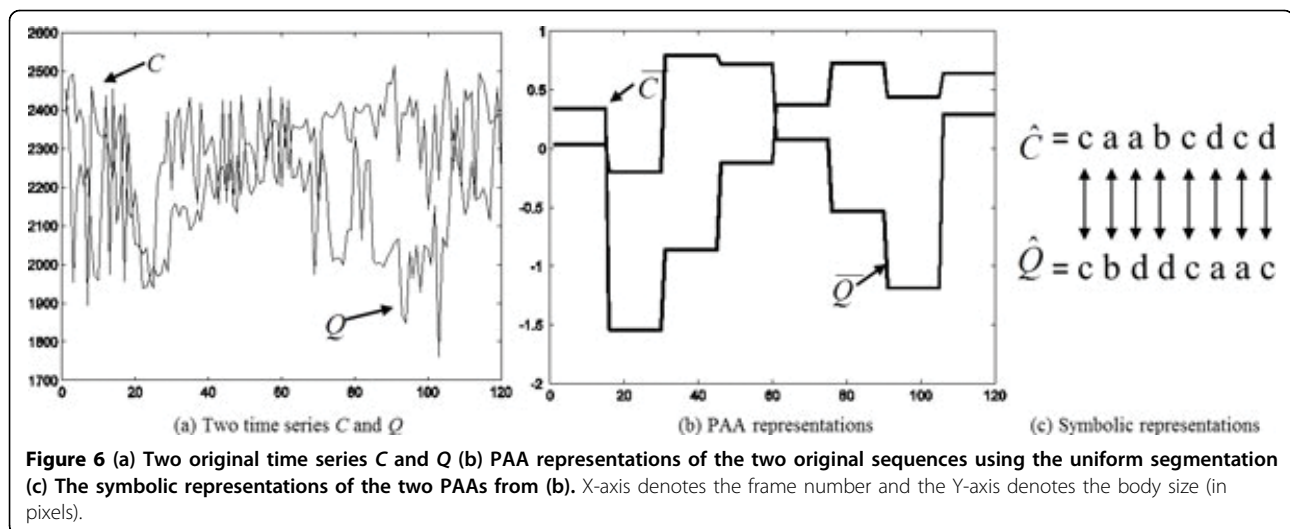 2600
2500
2400
2300
2200
2100
2000
1900
1800
1700
0 20 40 60 80 100 120
C
Q
(a) Two time series C and Q
1
0.5
0
-0.5
-1
-1.5
-2
0 20 40 60 80 100 120
C̅
Q̅
(b) PAA representations
Ĉ = c a a b c d c d
Q̂ = c b d d c a a c
(c) Symbolic representations
Figure 6 (a) Two original time series C and Q (b) PAA representations of the two original sequences using the uniform segmentation
(c) The symbolic representations of the two PAAs from (b). X-axis denotes the frame number and the Y-axis denotes the body size (in
pixels).